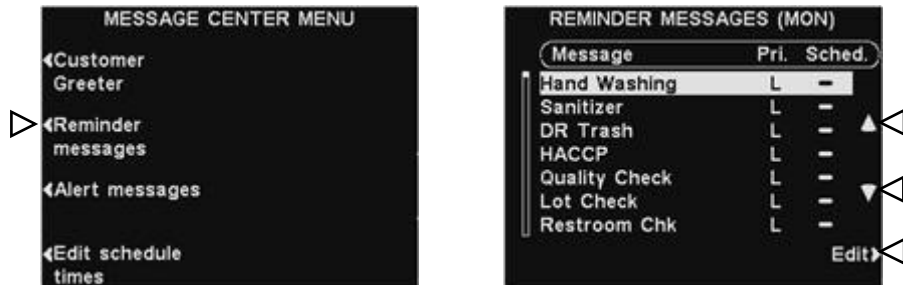 MESSAGE CENTER MENU
Customer
Greeter
Reminder
messages
Alert messages
Edit schedule
times
REMINDER MESSAGES (MON)
Message Pri. Sched.
Hand Washing L –
Sanitizer L –
DR Trash L –
HACCP L –
Quality Check L –
Lot Check L –
Restroom Chk L –
Edit